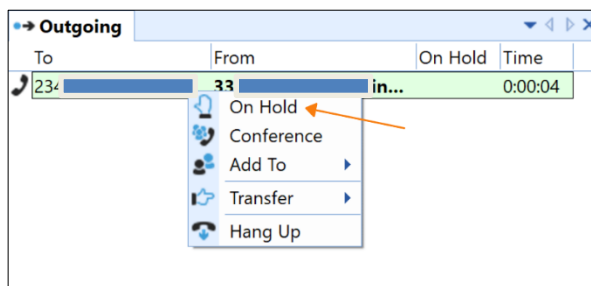 Outgoing
To From On Hold Time
234 33 in... 0:00:04
On Hold
Conference
Add To
Transfer
Hang Up